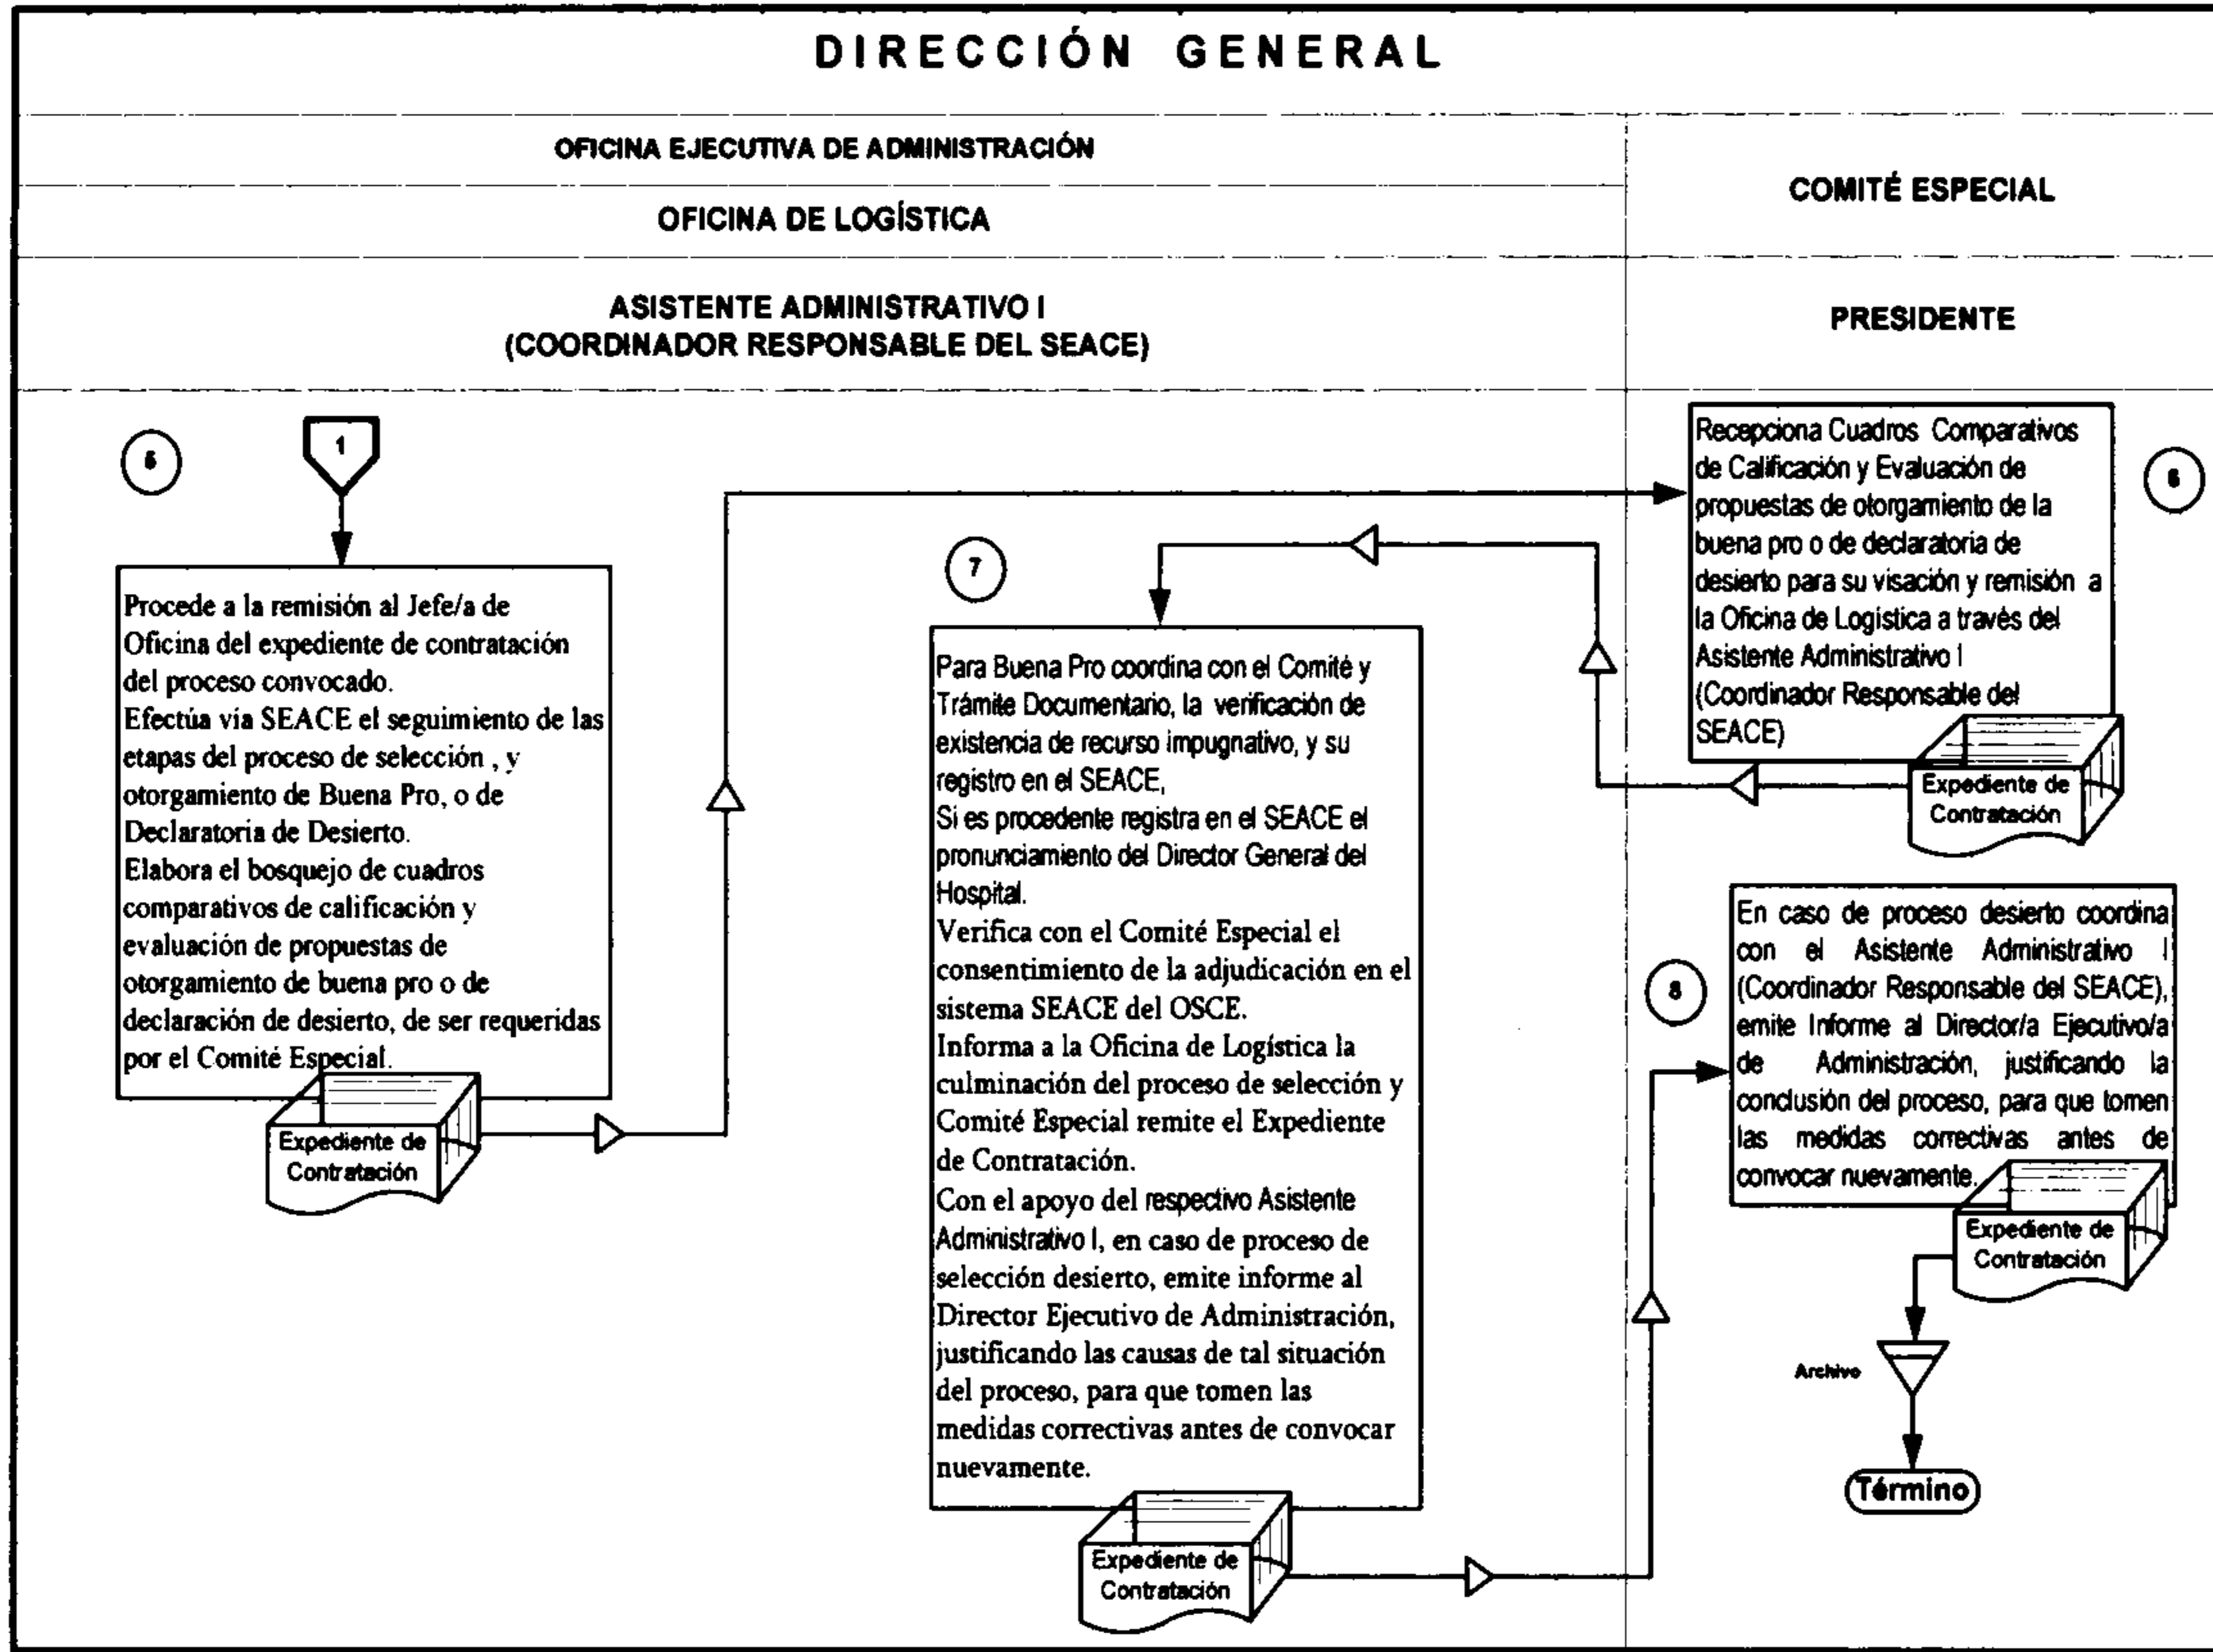 DIRECCIÓN GENERAL
OFICINA EJECUTIVA DE ADMINISTRACIÓN
OFICINA DE LOGÍSTICA
ASISTENTE ADMINISTRATIVO I
(COORDINADOR RESPONSABLE DEL SEACE)
COMITÉ ESPECIAL
PRESIDENTE
5
1
Procede a la remisión al Jefe/a de
Oficina del expediente de contratación
del proceso convocado.
Efectúa vía SEACE el seguimiento de las
etapas del proceso de selección , y
otorgamiento de Buena Pro, o de
Declaratoria de Desierto.
Elabora el bosquejo de cuadros
comparativos de calificación y
evaluación de propuestas de
otorgamiento de buena pro o de
declaración de desierto, de ser requeridas
por el Comité Especial.
Expediente de
Contratación
6
Recepciona Cuadros Comparativos
de Calificación y Evaluación de
propuestas de otorgamiento de la
buena pro o de declaratoria de
desierto para su visación y remisión a
la Oficina de Logística a través del
Asistente Administrativo I
(Coordinador Responsable del
SEACE)
Expediente de
Contratación
7
Para Buena Pro coordina con el Comité y
Trámite Documentario, la verificación de
existencia de recurso impugnativo, y su
registro en el SEACE,
Si es procedente registra en el SEACE el
pronunciamiento del Director General del
Hospital.
Verifica con el Comité Especial el
consentimiento de la adjudicación en el
sistema SEACE del OSCE.
Informa a la Oficina de Logística la
culminación del proceso de selección y
Comité Especial remite el Expediente
de Contratación.
Con el apoyo del respectivo Asistente
Administrativo I, en caso de proceso de
selección desierto, emite informe al
Director Ejecutivo de Administración,
justificando las causas de tal situación
del proceso, para que tomen las
medidas correctivas antes de convocar
nuevamente.
Expediente de
Contratación
8
En caso de proceso desierto coordina
con el Asistente Administrativo I
(Coordinador Responsable del SEACE),
emite Informe al Director/a Ejecutivo/a
de Administración, justificando la
conclusión del proceso, para que tomen
las medidas correctivas antes de
convocar nuevamente.
Expediente de
Contratación
Archivo
Término